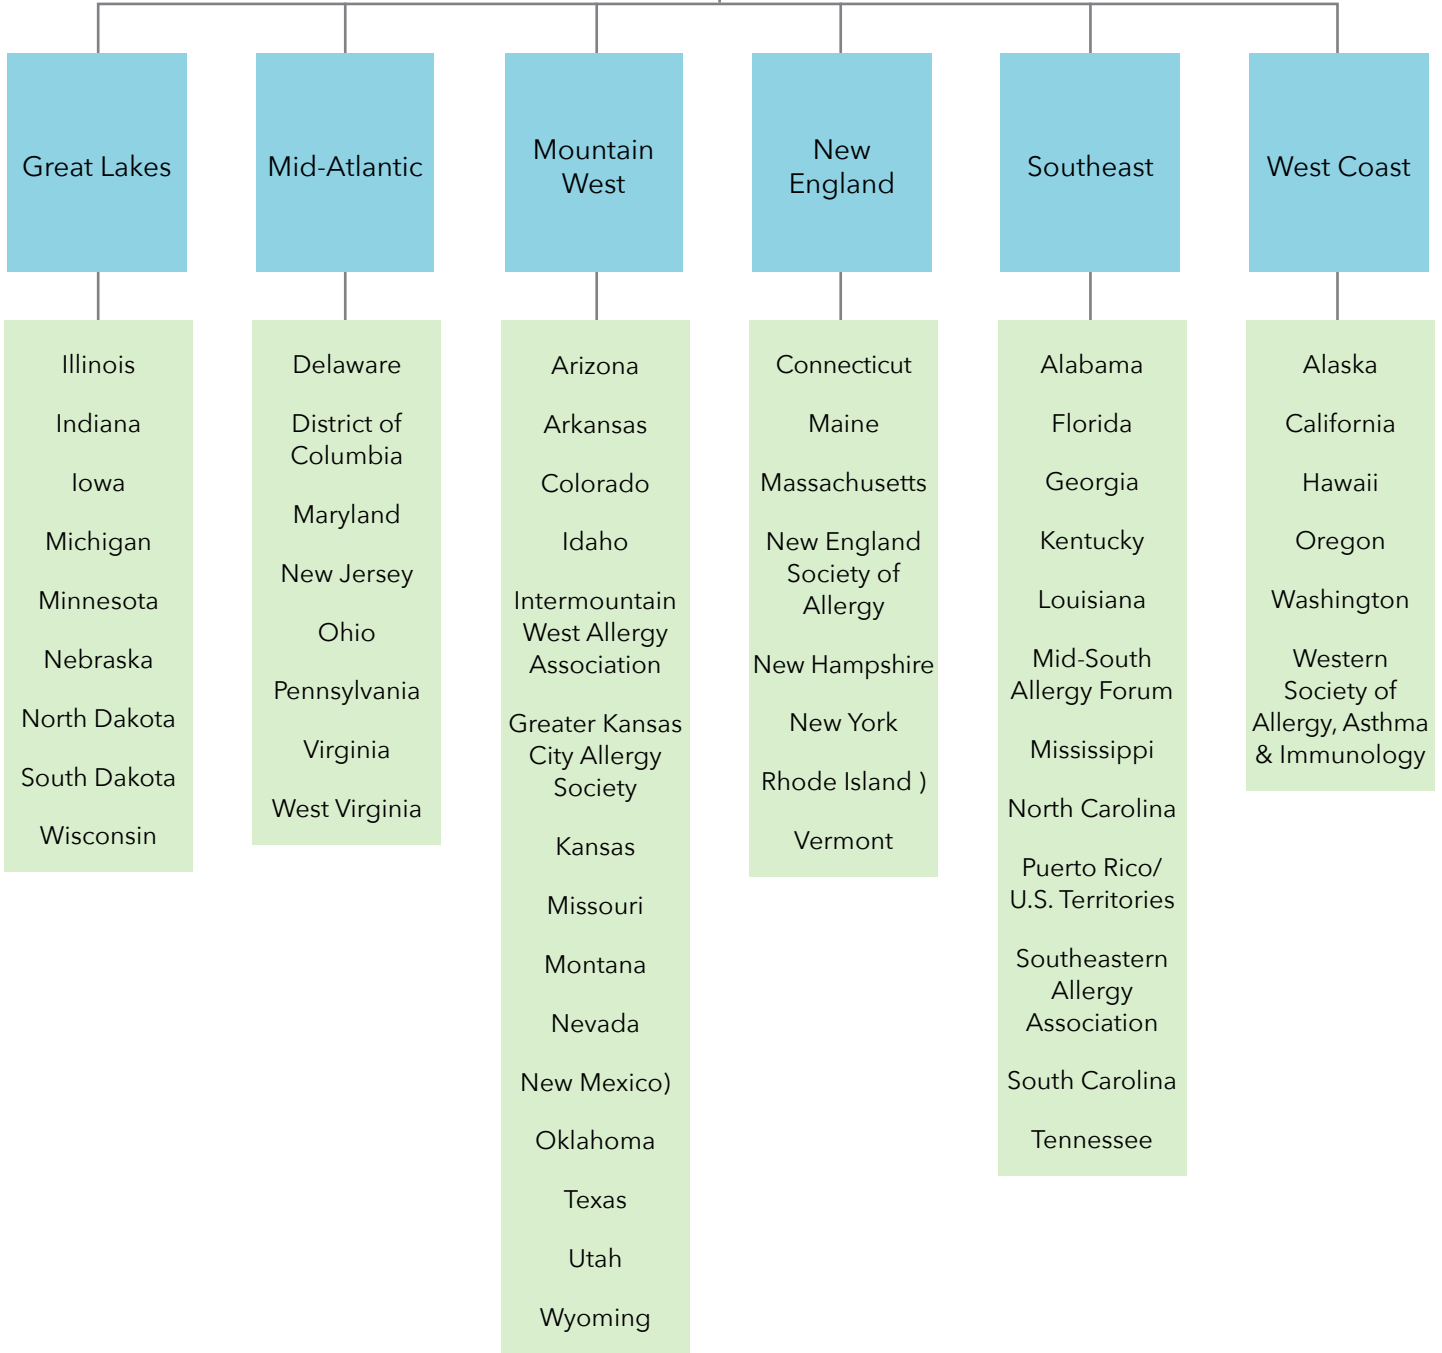 Great Lakes
Mid-Atlantic
Mountain
West
New
England
Southeast
West Coast
Illinois
Indiana
Iowa
Michigan
Minnesota
Nebraska
North Dakota
South Dakota
Wisconsin
Delaware
District of
Columbia
Maryland
New Jersey
Ohio
Pennsylvania
Virginia
West Virginia
Arizona
Arkansas
Colorado
Idaho
Intermountain
West Allergy
Association
Greater Kansas
City Allergy
Society
Kansas
Missouri
Montana
Nevada
New Mexico)
Oklahoma
Texas
Utah
Wyoming
Connecticut
Maine
Massachusetts
New England
Society of
Allergy
New Hampshire
New York
Rhode Island )
Vermont
Alabama
Florida
Georgia
Kentucky
Louisiana
Mid-South
Allergy Forum
Mississippi
North Carolina
Puerto Rico/
U.S. Territories
Southeastern
Allergy
Association
South Carolina
Tennessee
Alaska
California
Hawaii
Oregon
Washington
Western
Society of
Allergy, Asthma
& Immunology